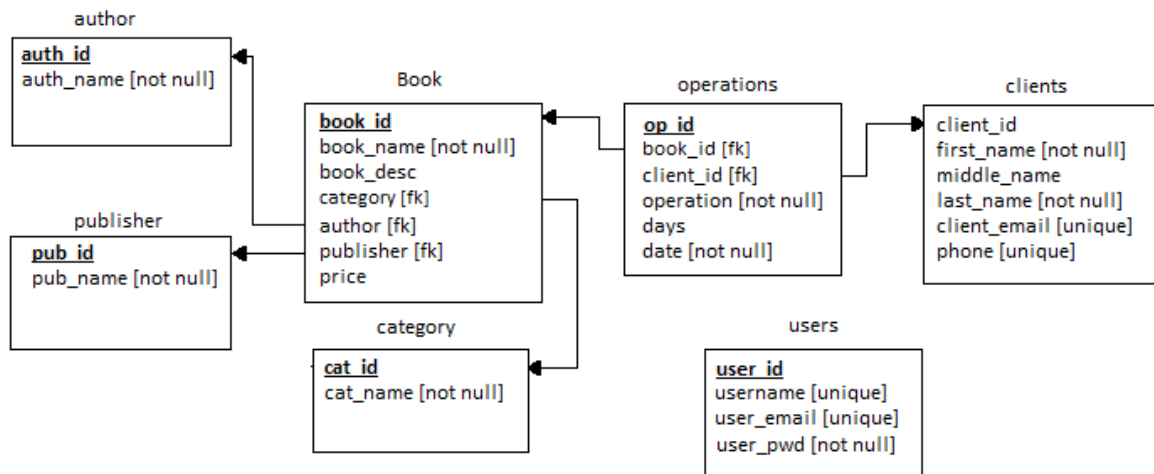 author
auth_id
auth_name [not null]
Book
book_id
book_name [not null]
book_desc
category [fk]
author [fk]
publisher [fk]
price
operations
op_id
book_id [fk]
client_id [fk]
operation [not null]
days
date [not null]
clients
client_id
first_name [not null]
middle_name
last_name [not null]
client_email [unique]
phone [unique]
publisher
pub_id
pub_name [not null]
category
cat_id
cat_name [not null]
users
user_id
username [unique]
user_email [unique]
user_pwd [not null]